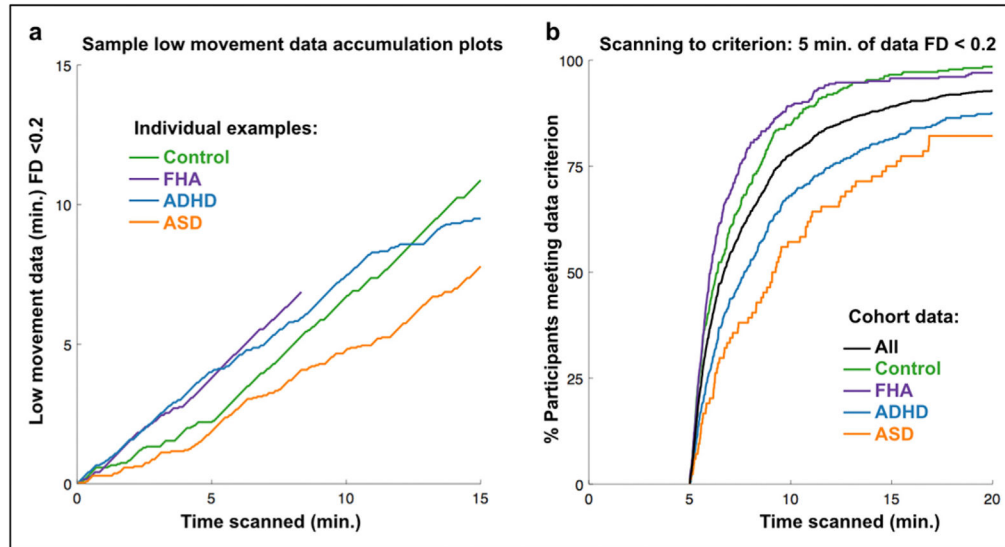 a
Sample low movement data accumulation plots
15
10
5
0
Low movement data (min.) FD <0.2
Individual examples:
Control
FHA
ADHD
ASD
0
5
10
15
Time scanned (min.)
b
Scanning to criterion: 5 min. of data FD < 0.2
100
75
50
25
0
% Participants meeting data criterion
Cohort data:
All
Control
FHA
ADHD
ASD
0
5
10
15
20
Time scanned (min.)